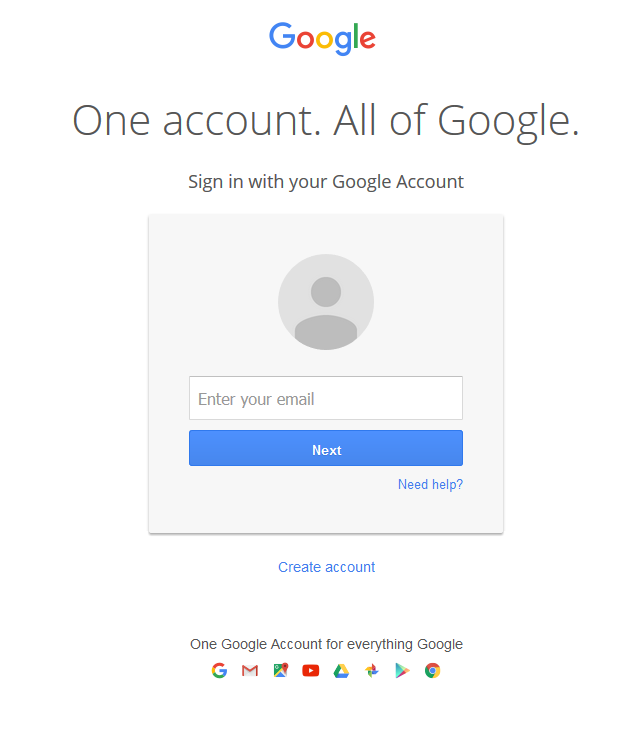 Google
One account. All of Google.
Sign in with your Google Account
Enter your email
Next
Need help?
Create account
One Google Account for everything Google